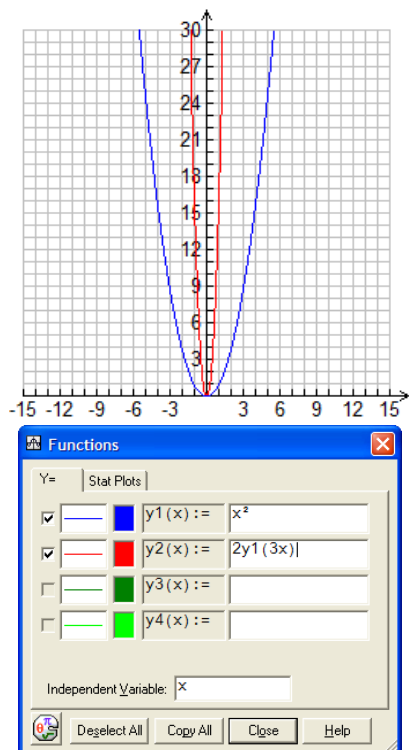 30
27
24
21
18
15
12
9
6
3
-15 -12 -9 -6 -3 3 6 9 12 15
Functions
Y= Stat Plots
y1(x):= x²
y2(x):= 2y1(3x)
y3(x):=
y4(x):=
Independent Variable: x
θπ Deselect All Copy All Close Help